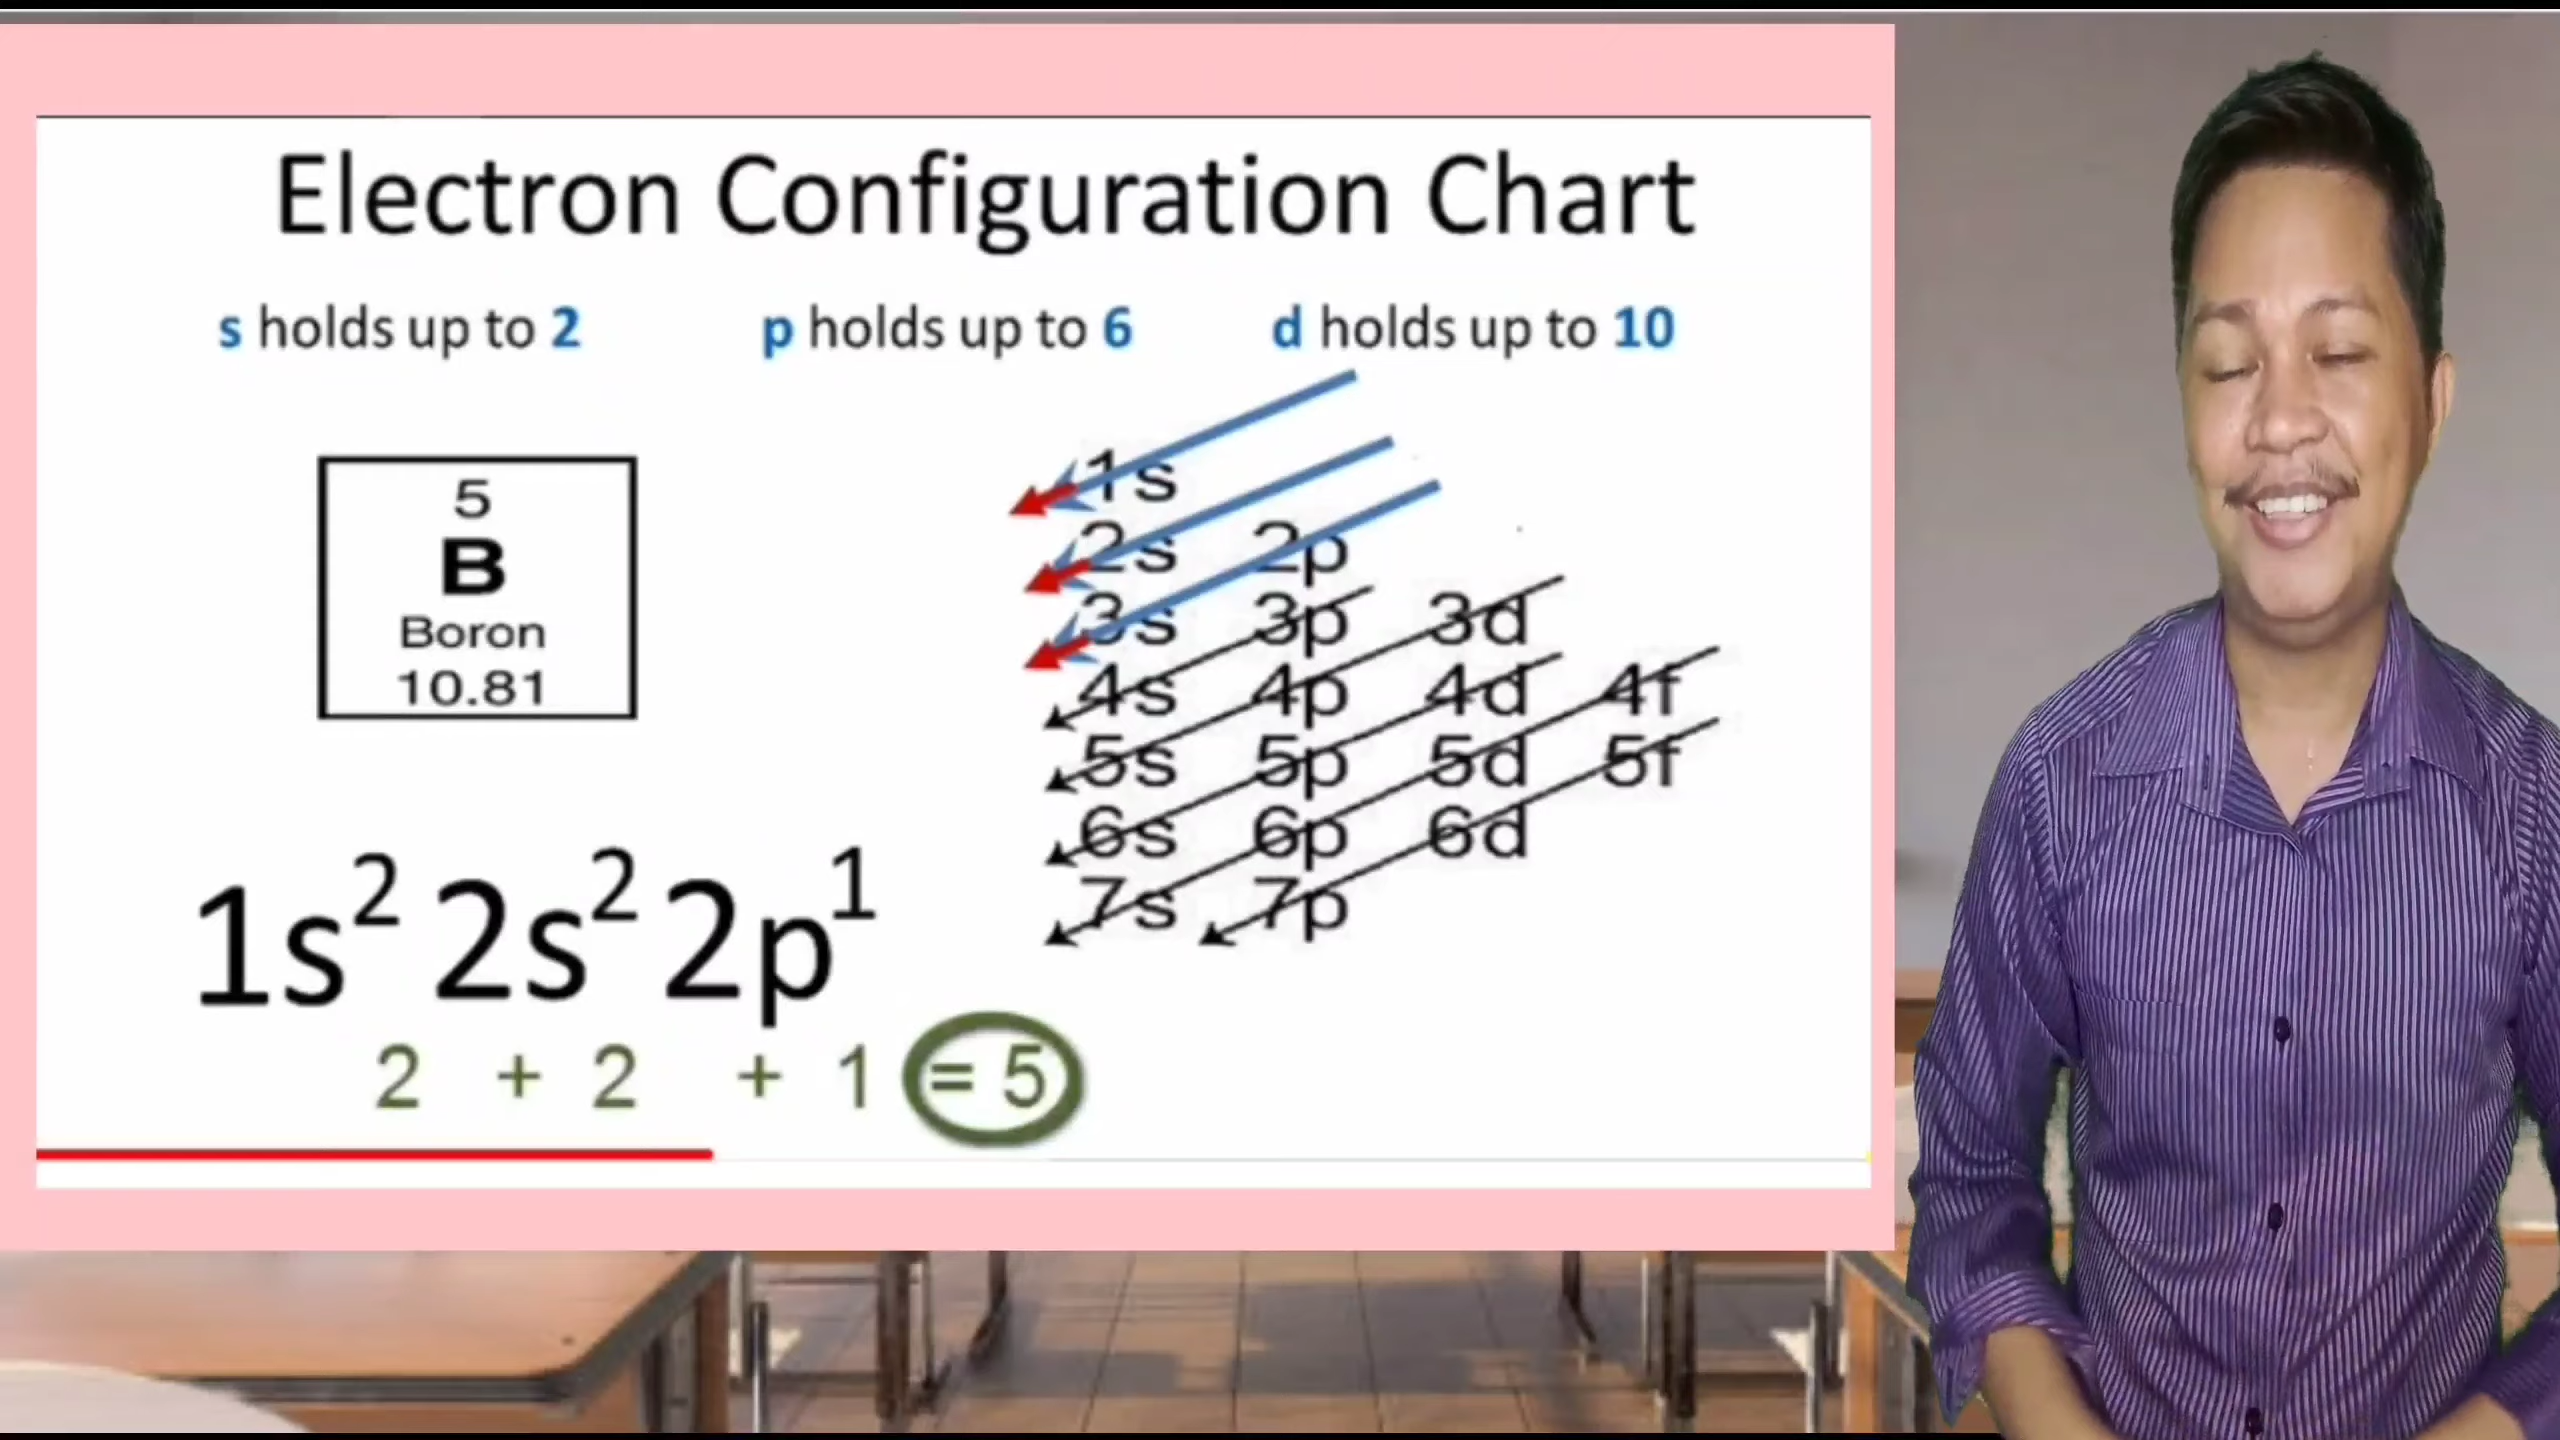 Electron Configuration Chart
s holds up to 2 p holds up to 6 d holds up to 10
5
B
Boron
10.81
1s
2s 2p
3s 3p 3d
4s 4p 4d 4f
5s 5p 5d 5f
6s 6p 6d
7s 7p
1s² 2s² 2p¹
2 + 2 + 1 = 5